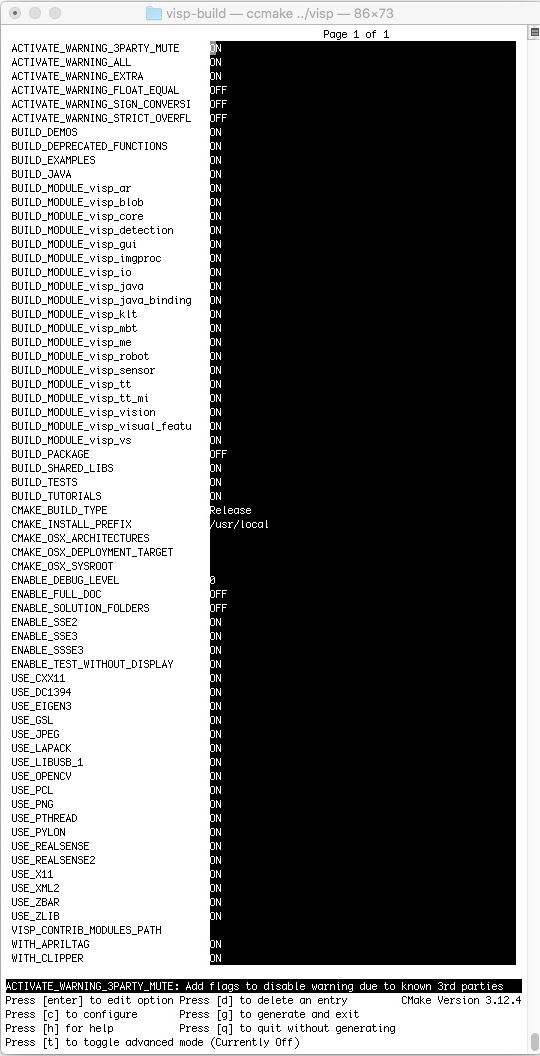 visp-build — ccmake ../visp — 86×73
Page 1 of 1
ACTIVATE_WARNING_3PARTY_MUTE ON
ACTIVATE_WARNING_ALL ON
ACTIVATE_WARNING_EXTRA ON
ACTIVATE_WARNING_FLOAT_EQUAL OFF
ACTIVATE_WARNING_SIGN_CONVERSI OFF
ACTIVATE_WARNING_STRICT_OVERFL OFF
BUILD_DEMOS ON
BUILD_DEPRECATED_FUNCTIONS ON
BUILD_EXAMPLES ON
BUILD_JAVA ON
BUILD_MODULE_visp_ar ON
BUILD_MODULE_visp_blob ON
BUILD_MODULE_visp_core ON
BUILD_MODULE_visp_detection ON
BUILD_MODULE_visp_gui ON
BUILD_MODULE_visp_imgproc ON
BUILD_MODULE_visp_io ON
BUILD_MODULE_visp_java ON
BUILD_MODULE_visp_java_binding ON
BUILD_MODULE_visp_klt ON
BUILD_MODULE_visp_mbt ON
BUILD_MODULE_visp_me ON
BUILD_MODULE_visp_robot ON
BUILD_MODULE_visp_sensor ON
BUILD_MODULE_visp_tt ON
BUILD_MODULE_visp_tt_mi ON
BUILD_MODULE_visp_vision ON
BUILD_MODULE_visp_visual_featu ON
BUILD_MODULE_visp_vs ON
BUILD_PACKAGE OFF
BUILD_SHARED_LIBS ON
BUILD_TESTS ON
BUILD_TUTORIALS ON
CMAKE_BUILD_TYPE Release
CMAKE_INSTALL_PREFIX /usr/local
CMAKE_OSX_ARCHITECTURES
CMAKE_OSX_DEPLOYMENT_TARGET
CMAKE_OSX_SYSROOT
ENABLE_DEBUG_LEVEL 0
ENABLE_FULL_DOC OFF
ENABLE_SOLUTION_FOLDERS OFF
ENABLE_SSE2 ON
ENABLE_SSE3 ON
ENABLE_SSSE3 ON
ENABLE_TEST_WITHOUT_DISPLAY ON
USE_CXX11 ON
USE_DC1394 ON
USE_EIGEN3 ON
USE_GSL ON
USE_JPEG ON
USE_LAPACK ON
USE_LIBUSB_1 ON
USE_OPENCV ON
USE_PCL ON
USE_PNG ON
USE_PTHREAD ON
USE_PYLON ON
USE_REALSENSE ON
USE_REALSENSE2 ON
USE_X11 ON
USE_XML2 ON
USE_ZBAR ON
USE_ZLIB ON
VISP_CONTRIB_MODULES_PATH
WITH_APRILTAG ON
WITH_CLIPPER ON
ACTIVATE_WARNING_3PARTY_MUTE: Add flags to disable warning due to known 3rd parties
Press [enter] to edit option Press [d] to delete an entry CMake Version 3.12.4
Press [c] to configure Press [g] to generate and exit
Press [h] for help Press [q] to quit without generating
Press [t] to toggle advanced mode (Currently Off)